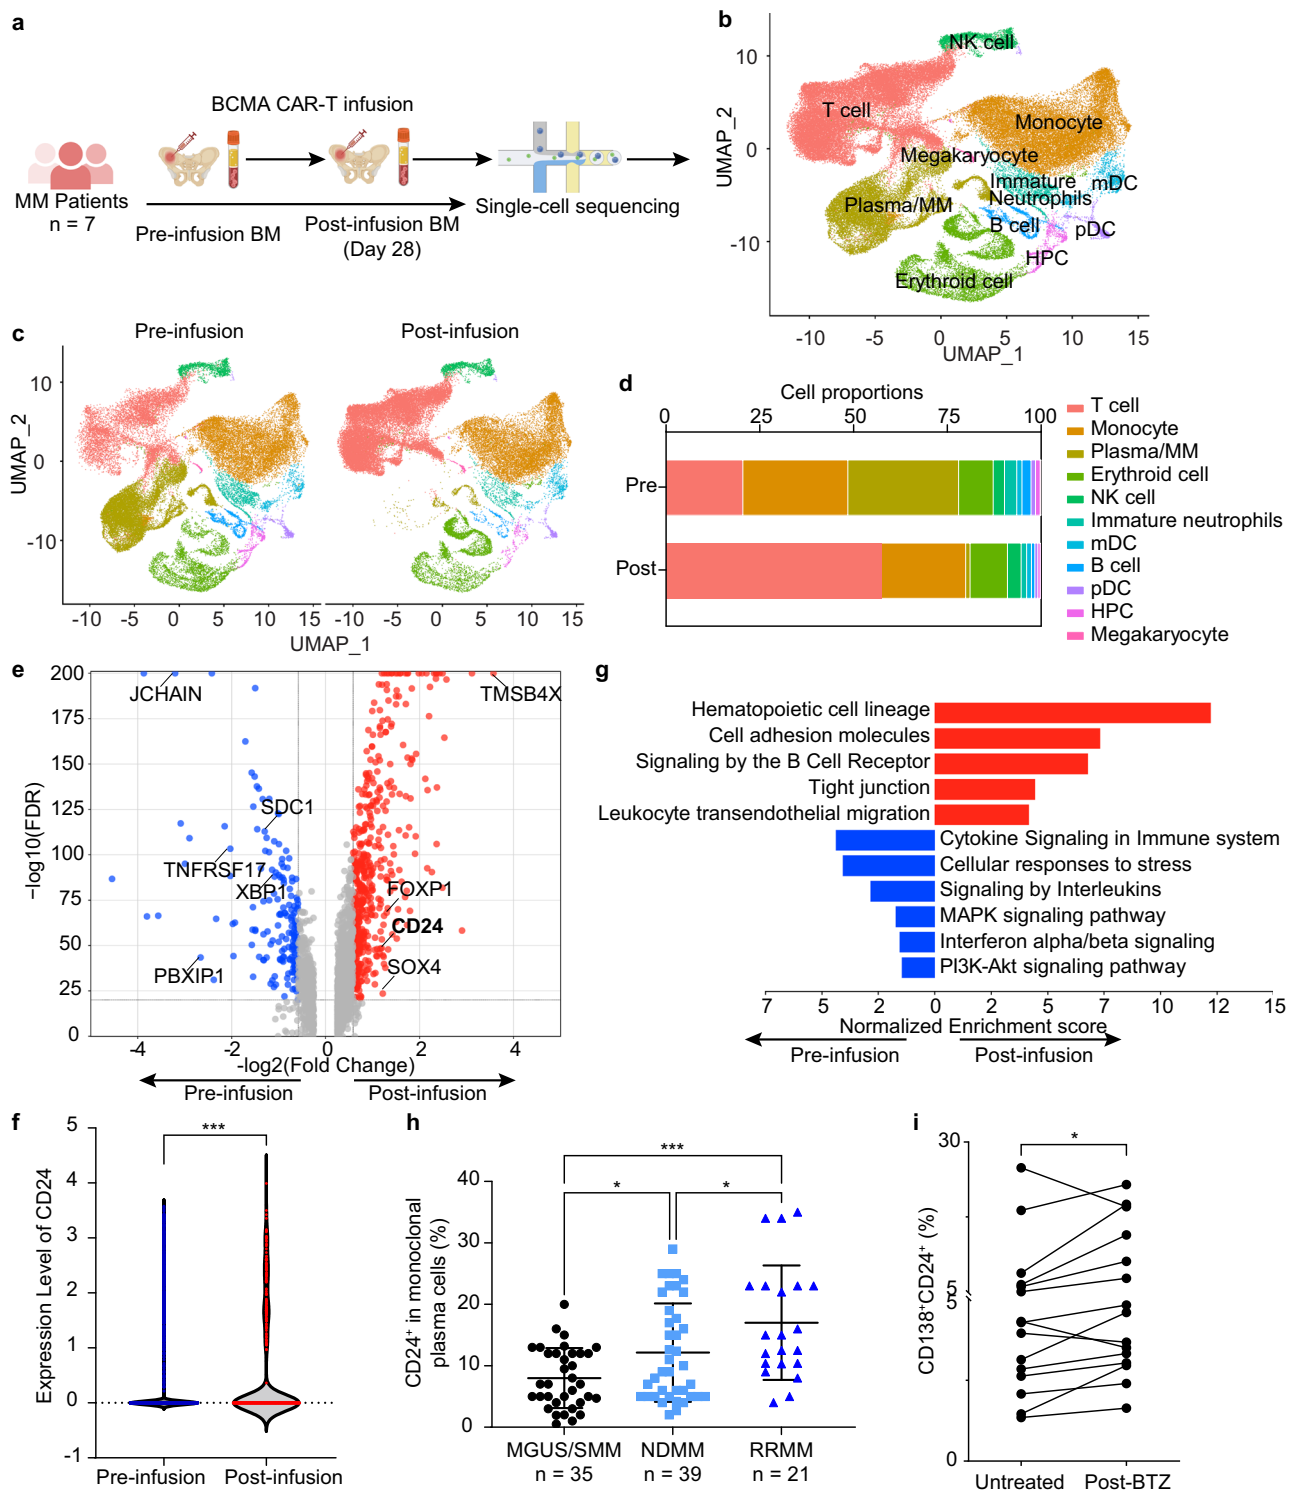 a
BCMA CAR-T infusion
MM Patients
n = 7
Pre-infusion BM
Post-infusion BM
(Day 28)
Single-cell sequencing
b
UMAP_2
10
0
-10
NK cell
T cell
Monocyte
Megakaryocyte
Immature
Neutrophils
mDC
Plasma/MM
B cell
pDC
HPC
Erythroid cell
-10
-5
0
5
10
15
UMAP_1
c
Pre-infusion
Post-infusion
UMAP_2
10
0
-10
-10
-5
0
5
10
15
-10
-5
0
5
10
15
UMAP_1
d
Cell proportions
0
25
50
75
100
Pre
Post
T cell
Monocyte
Plasma/MM
Erythroid cell
NK cell
Immature neutrophils
mDC
B cell
pDC
HPC
Megakaryocyte
e
−log10(FDR)
200
175
150
125
100
75
50
25
0
JCHAIN
TMSB4X
SDC1
TNFRSF17
XBP1
FOXP1
CD24
SOX4
PBXIP1
-4
-2
0
2
4
-log2(Fold Change)
Pre-infusion
Post-infusion
g
Hematopoietic cell lineage
Cell adhesion molecules
Signaling by the B Cell Receptor
Tight junction
Leukocyte transendothelial migration
Cytokine Signaling in Immune system
Cellular responses to stress
Signaling by Interleukins
MAPK signaling pathway
Interferon alpha/beta signaling
PI3K-Akt signaling pathway
7
5
2
0
2
5
7
10
12
15
Normalized Enrichment score
Pre-infusion
Post-infusion
f
Expression Level of CD24
5
4
3
2
1
0
-1
***
Pre-infusion
Post-infusion
h
CD24⁺ in monoclonal
plasma cells (%)
40
30
20
10
0
***
*
*
MGUS/SMM
n = 35
NDMM
n = 39
RRMM
n = 21
i
CD138⁺CD24⁺ (%)
30
5
5
0
*
Untreated
Post-BTZ